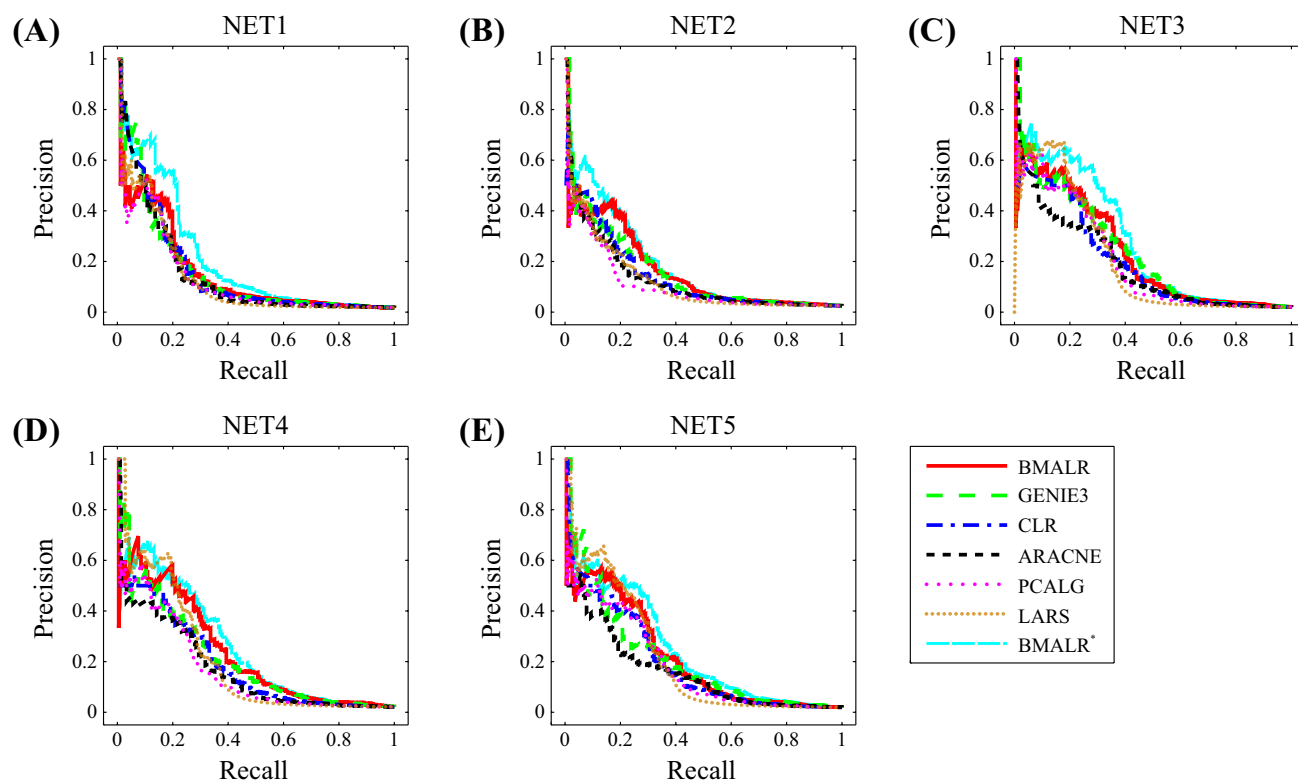 (A) NET1
1
0.8
0.6
0.4
0.2
0
Precision
0 0.2 0.4 0.6 0.8 1
Recall
(B) NET2
1
0.8
0.6
0.4
0.2
0
Precision
0 0.2 0.4 0.6 0.8 1
Recall
(C) NET3
1
0.8
0.6
0.4
0.2
0
Precision
0 0.2 0.4 0.6 0.8 1
Recall
(D) NET4
1
0.8
0.6
0.4
0.2
0
Precision
0 0.2 0.4 0.6 0.8 1
Recall
(E) NET5
1
0.8
0.6
0.4
0.2
0
Precision
0 0.2 0.4 0.6 0.8 1
Recall
BMALR
GENIE3
CLR
ARACNE
PCALG
LARS
BMALR*